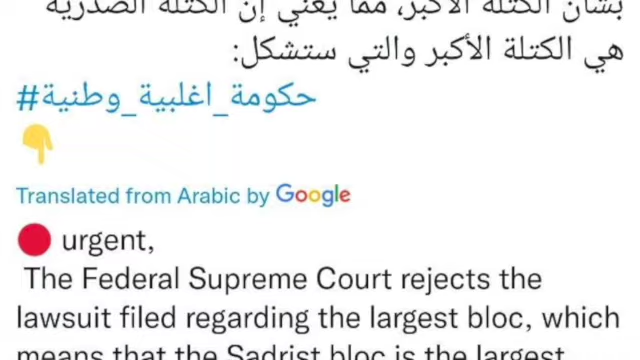 بشأن الكتلة الأكبر، مما يعني إن الكتلة الصدرية
هي الكتلة الأكبر والتي ستشكل:
#حكومة_اغلبية_وطنية
Translated from Arabic by Google
urgent,
The Federal Supreme Court rejects the
lawsuit filed regarding the largest bloc, which
means that the Sadrist bloc is the largest